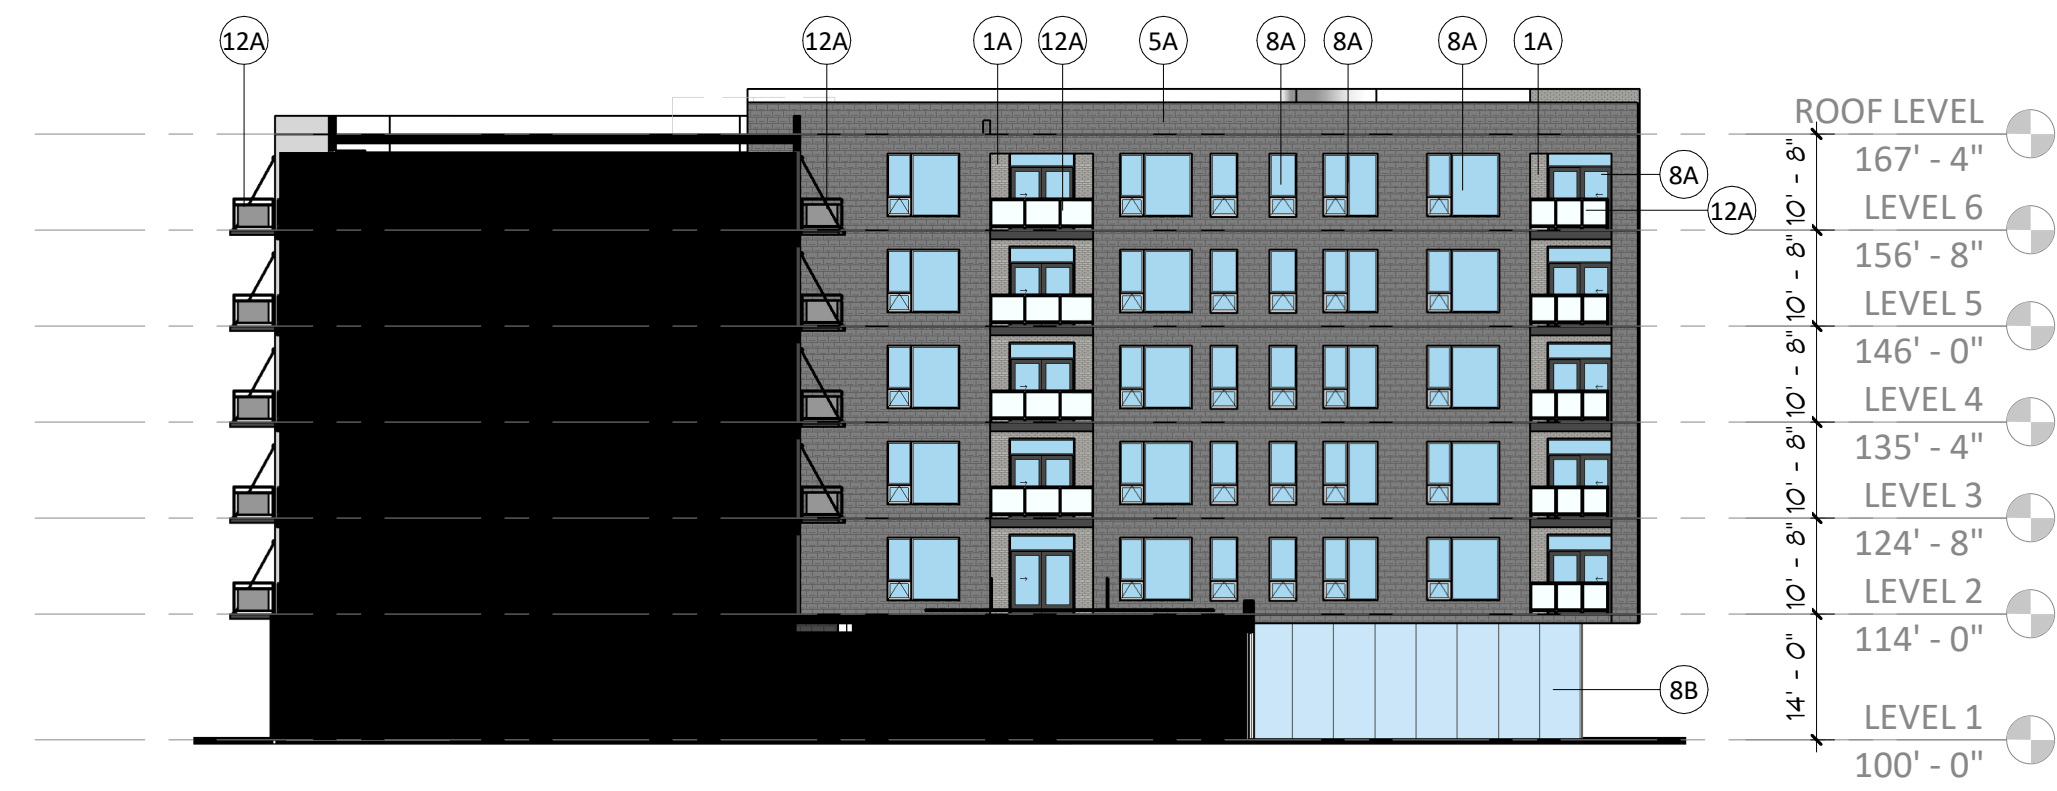 12A 12A 1A 12A 5A 8A 8A 8A 1A
ROOF LEVEL
167' - 4"
10' - 8"
8A
12A
LEVEL 6
156' - 8"
10' - 8"
LEVEL 5
146' - 0"
10' - 8"
LEVEL 4
135' - 4"
10' - 8"
LEVEL 3
124' - 8"
10' - 8"
LEVEL 2
114' - 0"
14' - 0"
8B
LEVEL 1
100' - 0"